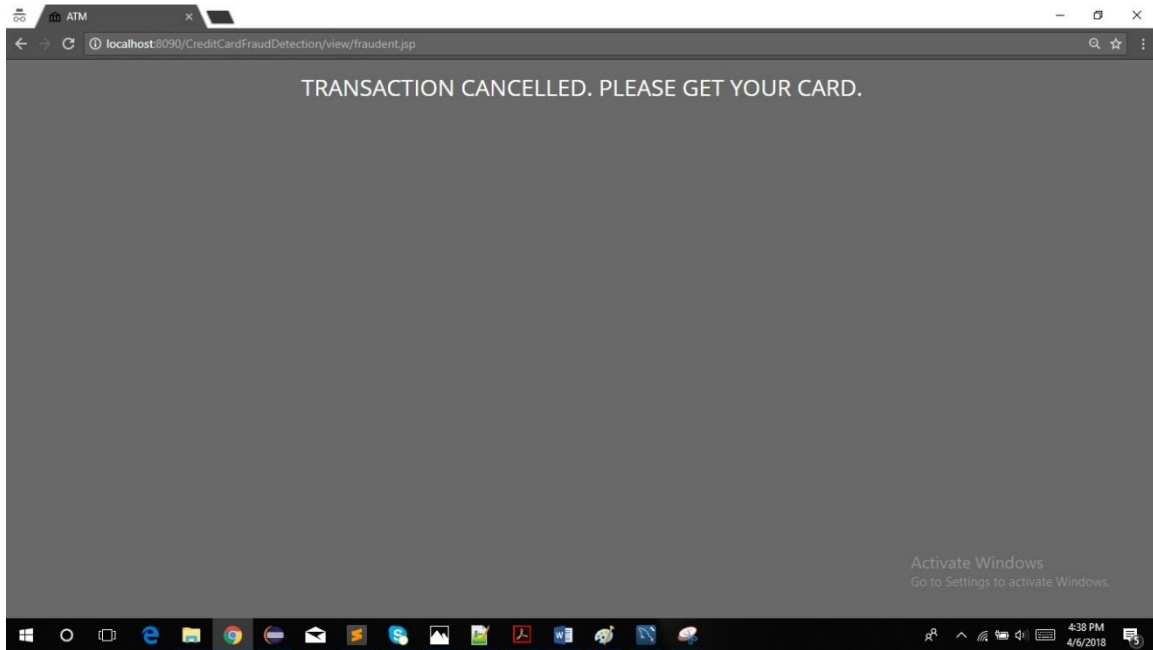 ATM
localhost:8090/CreditCardFraudDetection/view/fraudent.jsp
TRANSACTION CANCELLED. PLEASE GET YOUR CARD.
Activate Windows
Go to Settings to activate Windows.
4:38 PM
4/6/2018
5